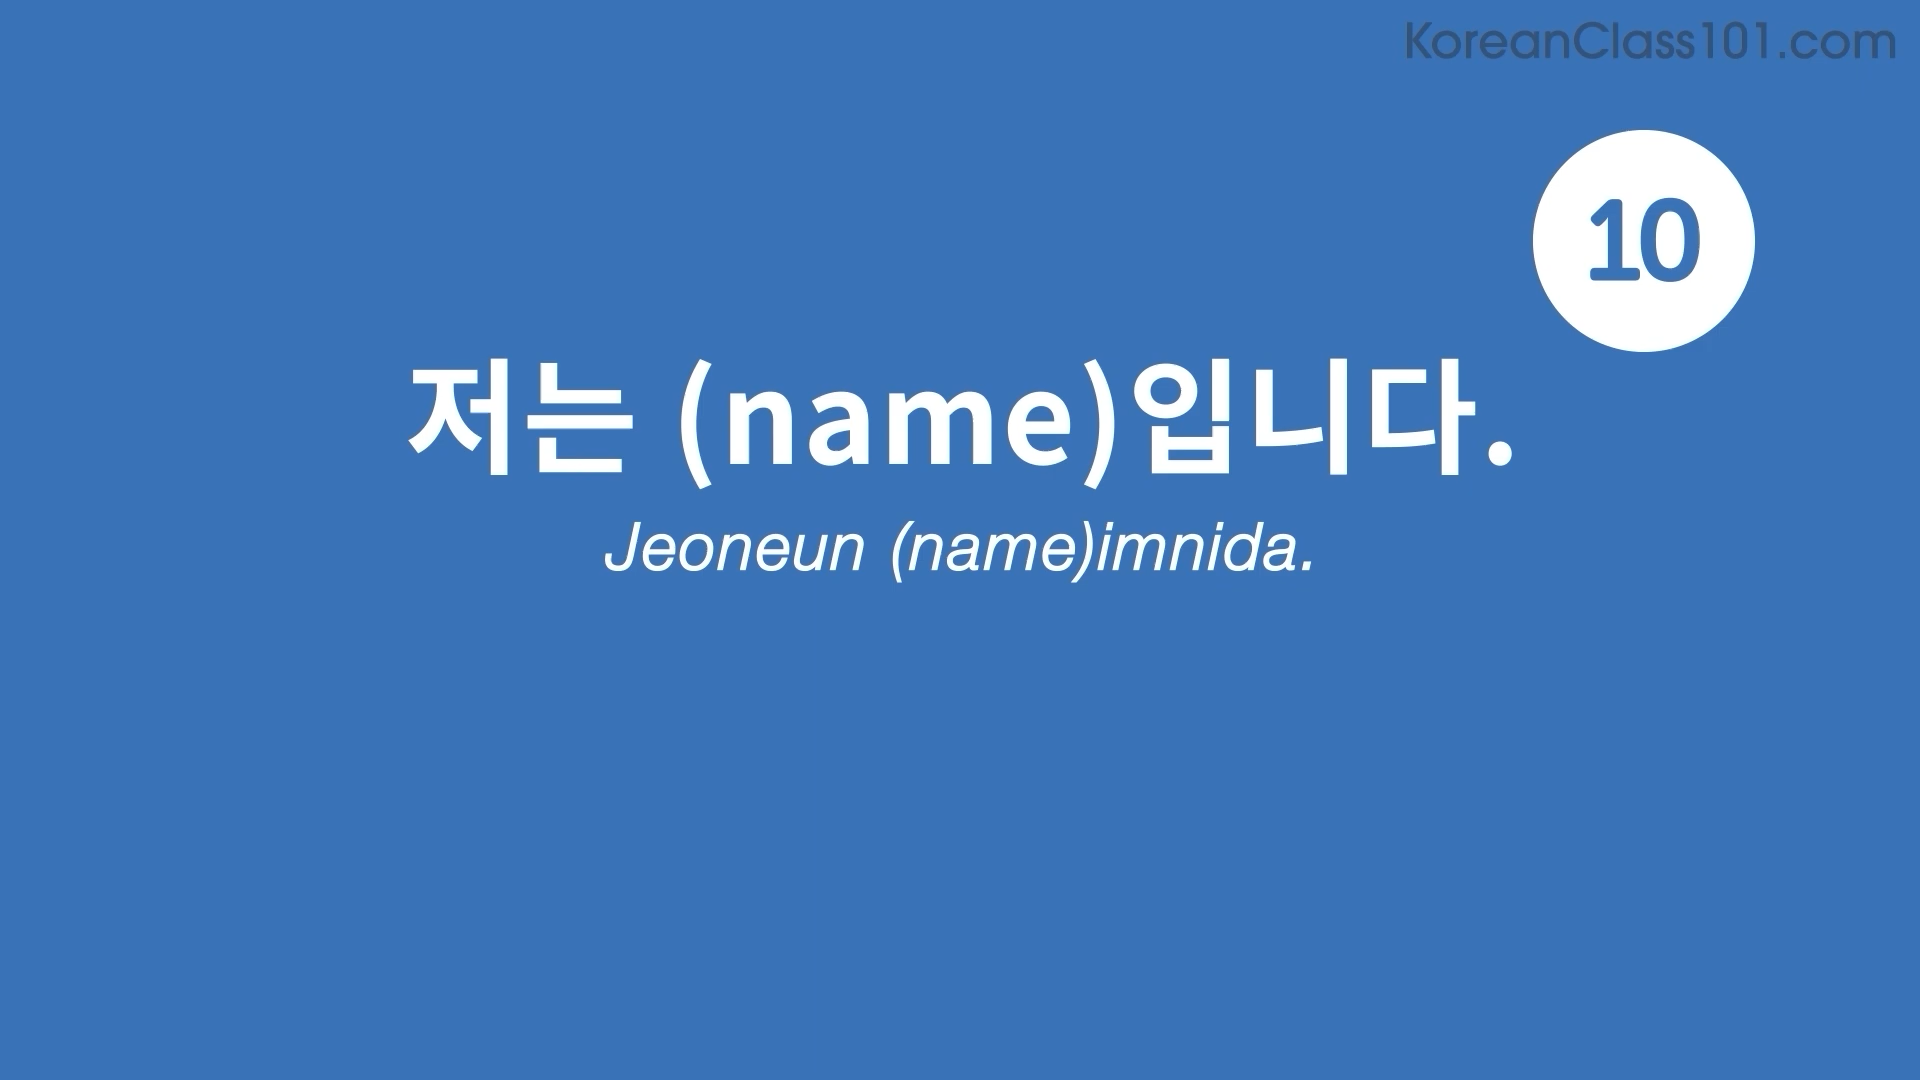 KoreanClass101.com
10
저는 (name)입니다.
Jeoneun (name)imnida.